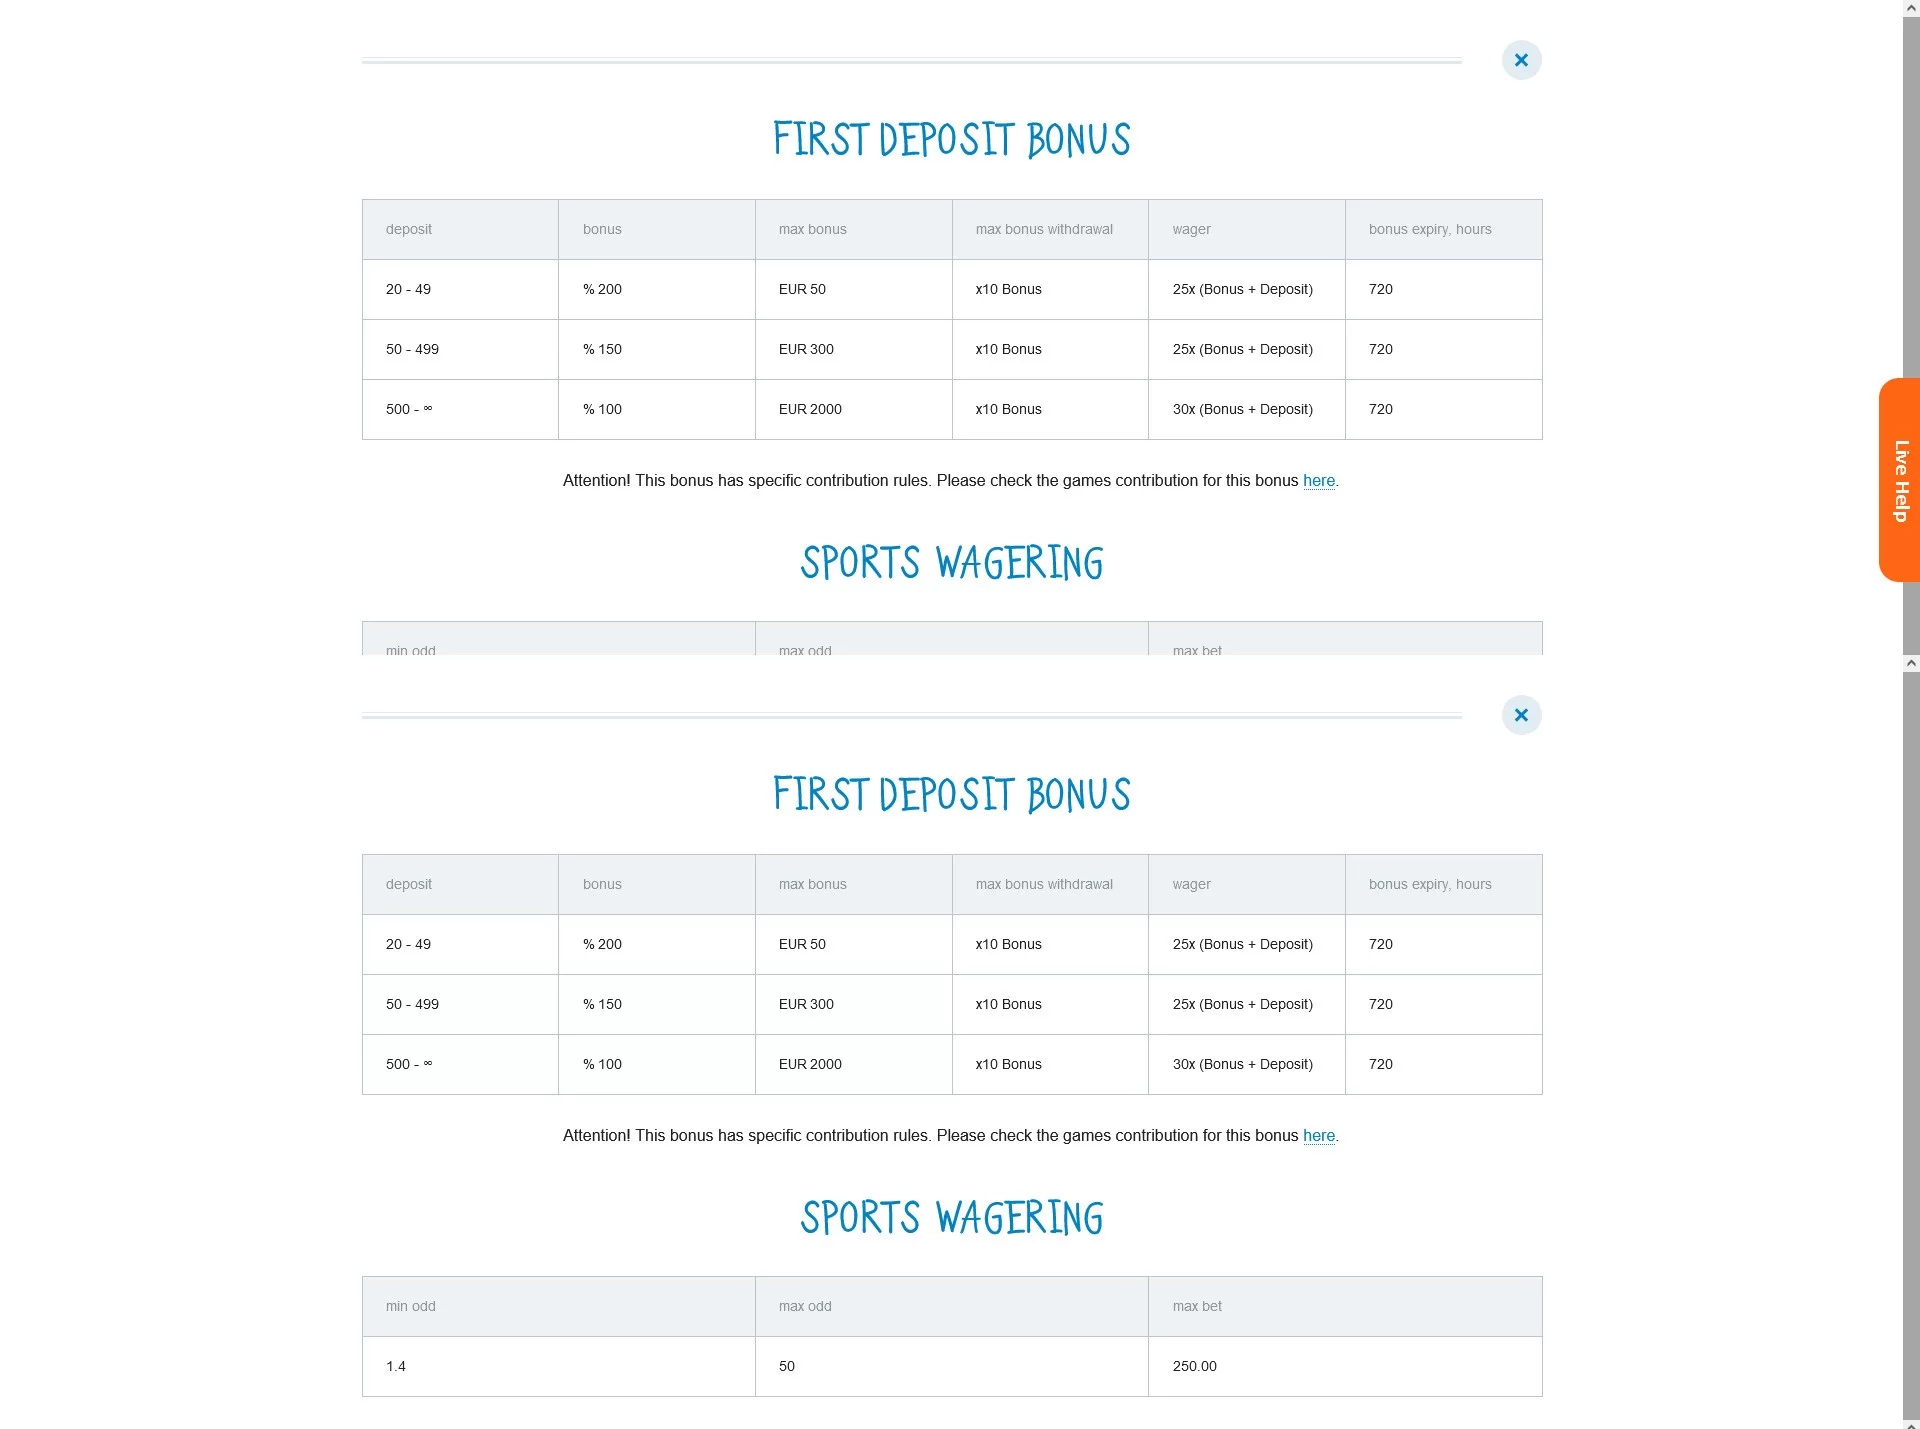 FIRST DEPOSIT BONUS
deposit bonus max bonus max bonus withdrawal wager bonus expiry, hours
20 - 49 % 200 EUR 50 x10 Bonus 25x (Bonus + Deposit) 720
50 - 499 % 150 EUR 300 x10 Bonus 25x (Bonus + Deposit) 720
500 - ∞ % 100 EUR 2000 x10 Bonus 30x (Bonus + Deposit) 720
Attention! This bonus has specific contribution rules. Please check the games contribution for this bonus here.
Live Help
SPORTS WAGERING
min odd max odd max bet
FIRST DEPOSIT BONUS
deposit bonus max bonus max bonus withdrawal wager bonus expiry, hours
20 - 49 % 200 EUR 50 x10 Bonus 25x (Bonus + Deposit) 720
50 - 499 % 150 EUR 300 x10 Bonus 25x (Bonus + Deposit) 720
500 - ∞ % 100 EUR 2000 x10 Bonus 30x (Bonus + Deposit) 720
Attention! This bonus has specific contribution rules. Please check the games contribution for this bonus here.
SPORTS WAGERING
min odd max odd max bet
1.4 50 250.00